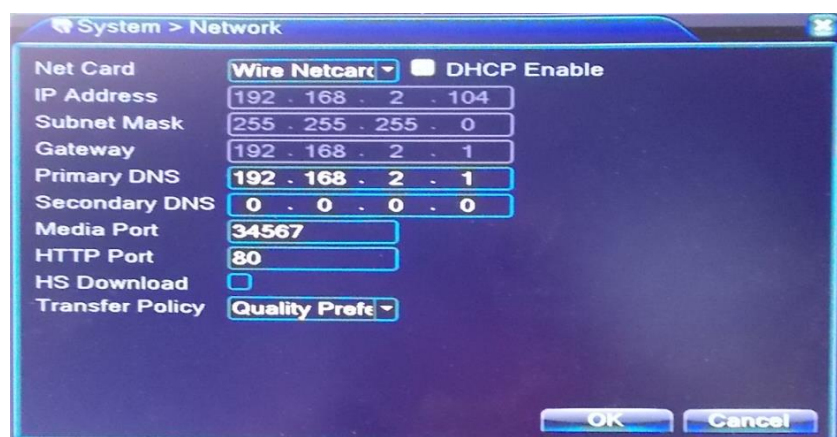 System > Network
Net Card Wire Netcarc DHCP Enable
IP Address 192 . 168 . 2 . 104
Subnet Mask 255 . 255 . 255 . 0
Gateway 192 . 168 . 2 . 1
Primary DNS 192 . 168 . 2 . 1
Secondary DNS 0 . 0 . 0 . 0
Media Port 34567
HTTP Port 80
HS Download
Transfer Policy Quality Prefe
OK Cancel